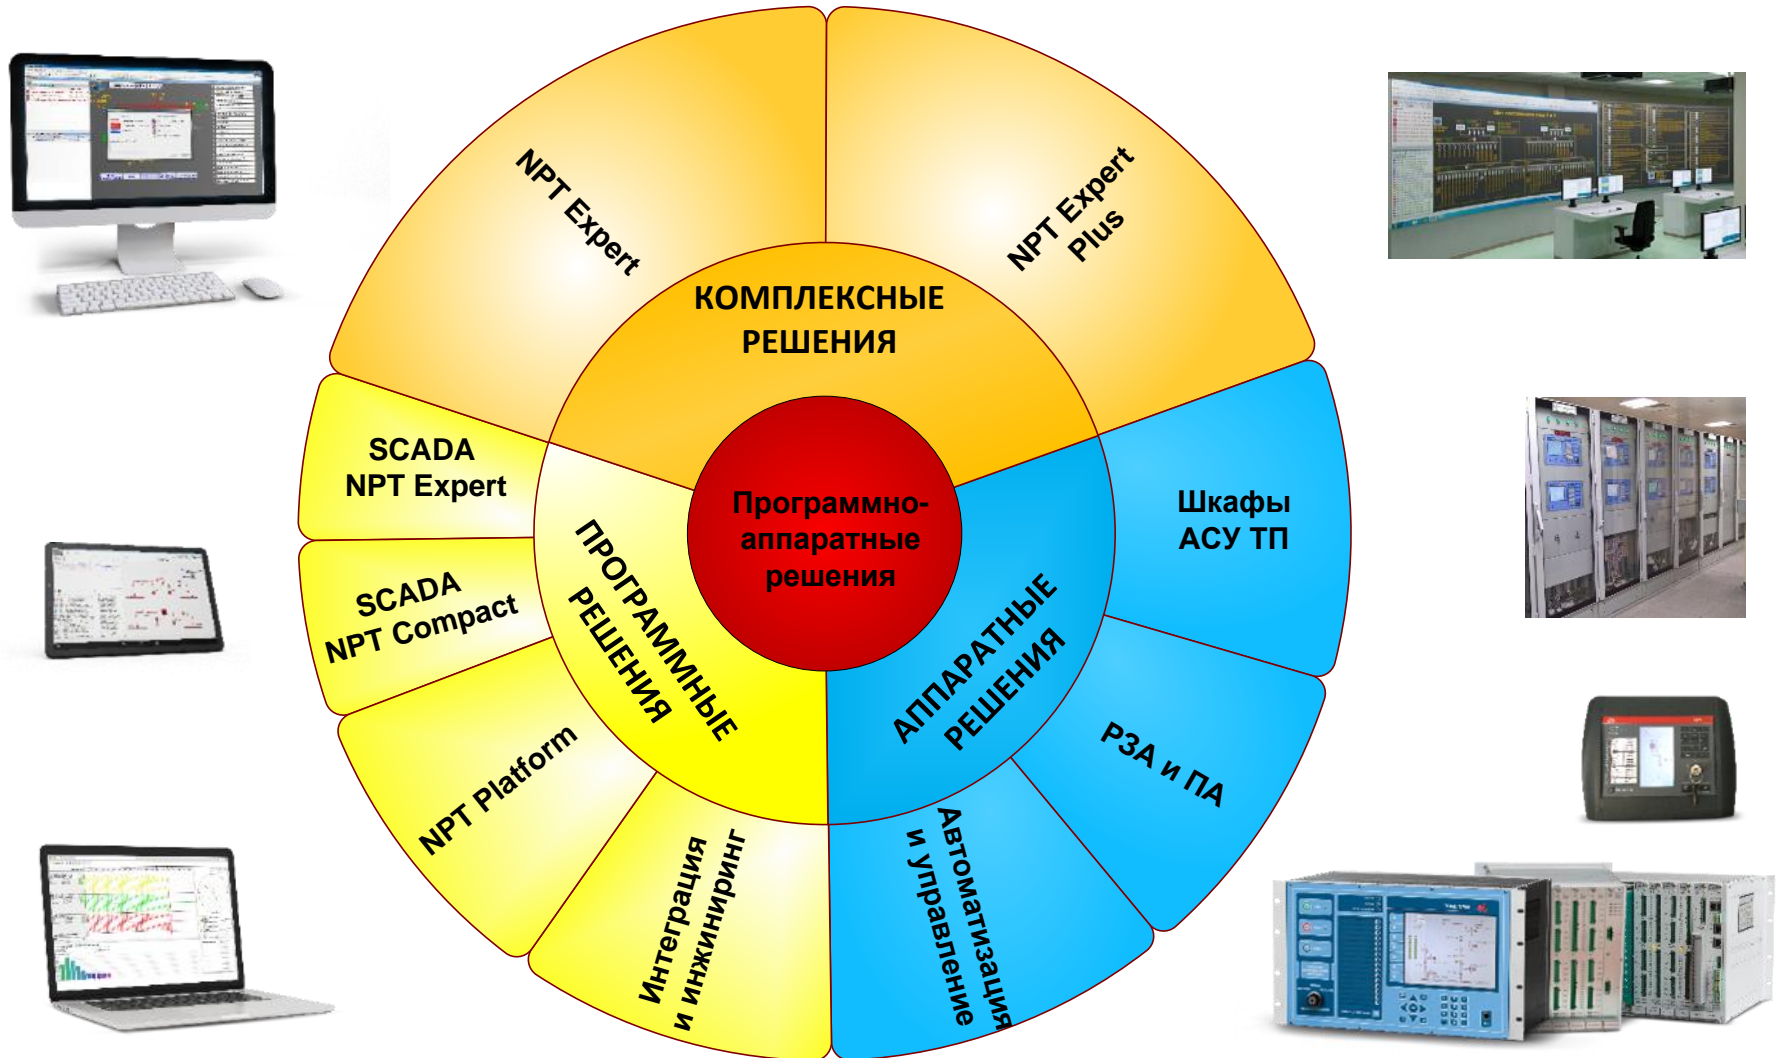 NPT Expert
NPT Expert
Plus
КОМПЛЕКСНЫЕ
РЕШЕНИЯ
SCADA
NPT Expert
SCADA
NPT Compact
NPT Platform
Интеграция
и инжиниринг
ПРОГРАММНЫЕ
РЕШЕНИЯ
Программно-
аппаратные
решения
АППАРАТНЫЕ
РЕШЕНИЯ
Шкафы
АСУ ТП
РЗА и ПА
Автоматизация
и управление